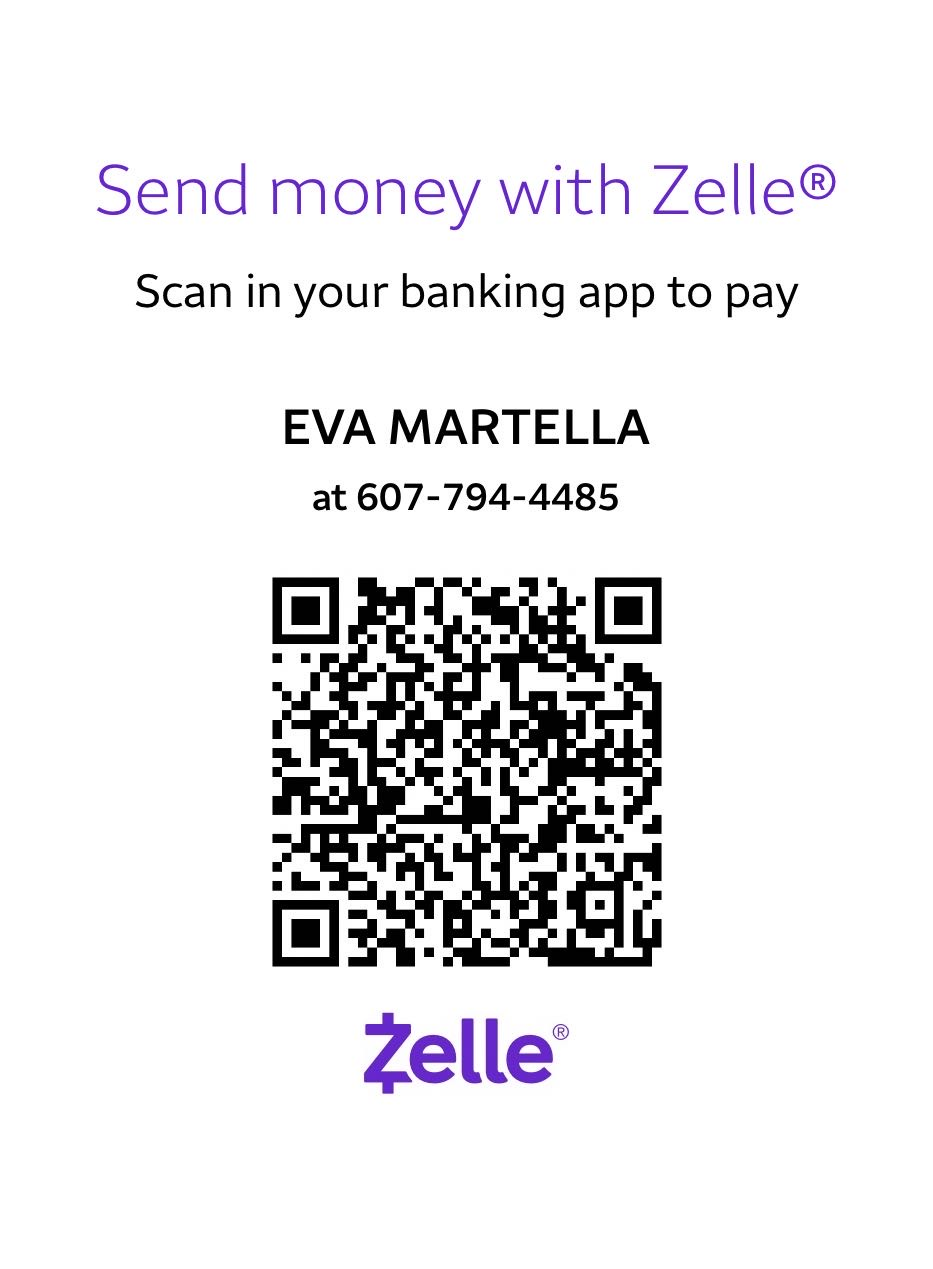 Send money with Zelle®
Scan in your banking app to pay
EVA MARTELLA
at 607-794-4485
Zelle®